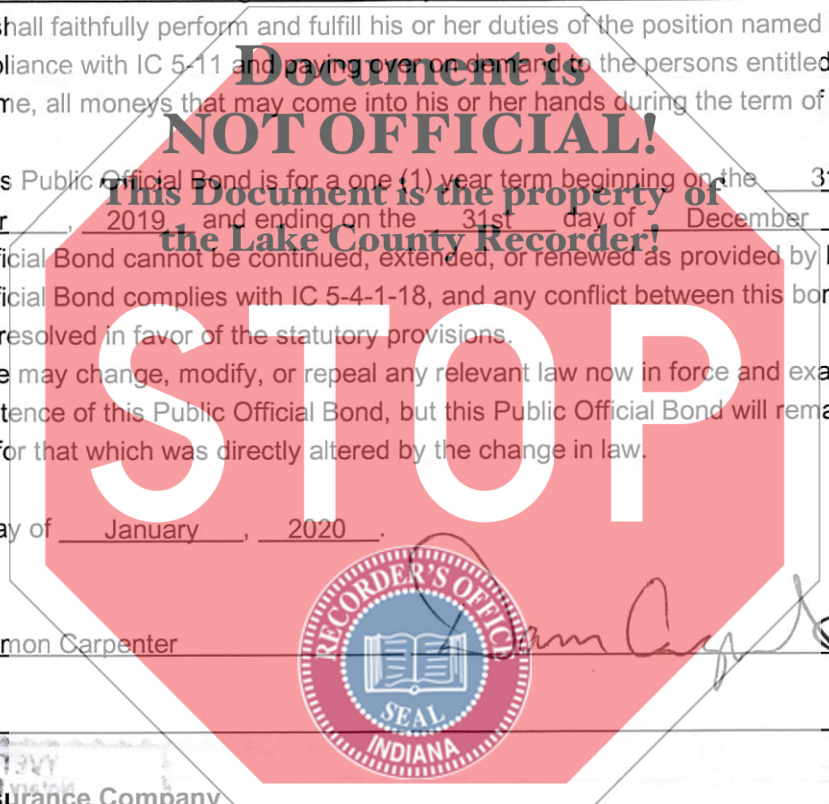 hall faithfully perform and fulfill his or her duties of the position named
pliance with IC 5-11 and paying over on demand to the persons entitled
me, all moneys that may come into his or her hands during the term of
Document is
NOT OFFICIAL!
This Document is the property of
the Lake County Recorder!
s Public Official Bond is for a one (1) year term beginning on the 3
r , 2019 and ending on the 31st day of December
ficial Bond cannot be continued, extended, or renewed as provided by
ficial Bond complies with IC 5-4-1-18, and any conflict between this bo
resolved in favor of the statutory provisions.
e may change, modify, or repeal any relevant law now in force and exa
tence of this Public Official Bond, but this Public Official Bond will rema
for that which was directly altered by the change in law.
STOP
ay of January , 2020 .
RECORDER'S OFFICE
SEAL
INDIANA
mon Carpenter
surance Company